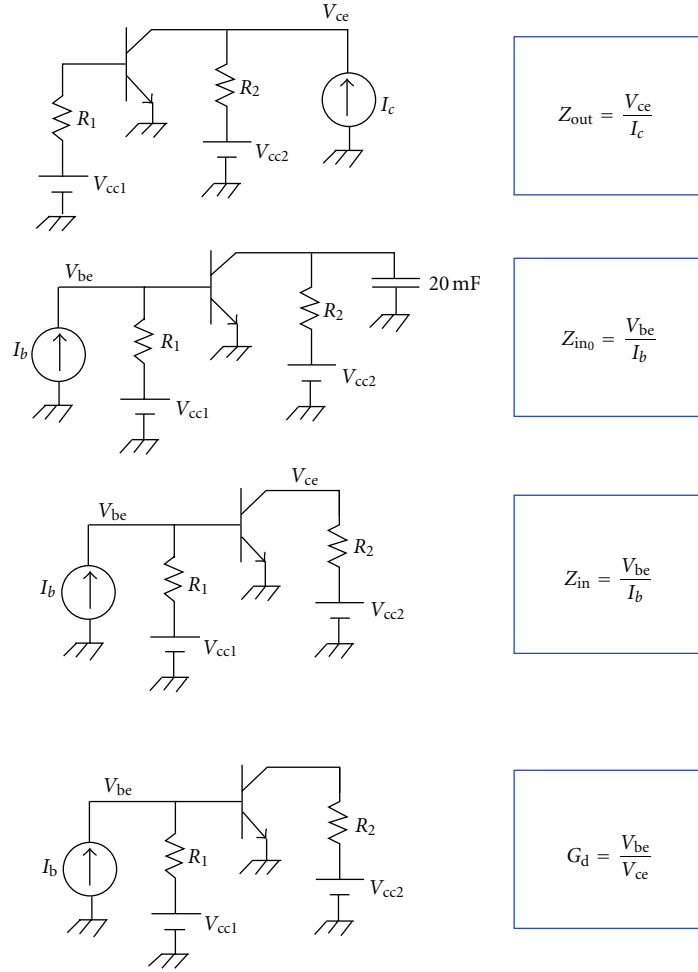 V_ce
R_1
R_2
I_c
V_cc2
V_cc1
Z_out = V_ce / I_c
V_be
20 mF
I_b
R_1
R_2
V_cc2
V_cc1
Z_in_0 = V_be / I_b
V_ce
V_be
R_2
I_b
R_1
V_cc2
V_cc1
Z_in = V_be / I_b
V_be
R_2
I_b
R_1
V_cc2
V_cc1
G_d = V_be / V_ce